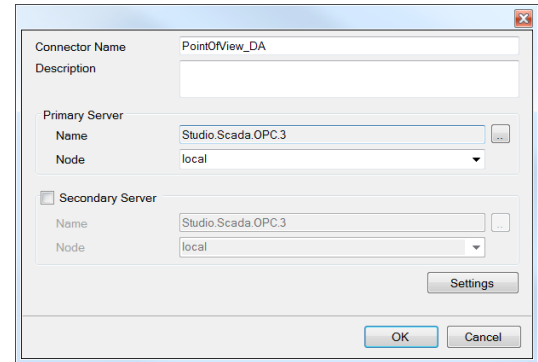 Connector Name PointOfView_DA
Description
Primary Server
Name Studio.Scada.OPC.3 ..
Node local
Secondary Server
Name Studio.Scada.OPC.3 ..
Node local
Settings
OK Cancel